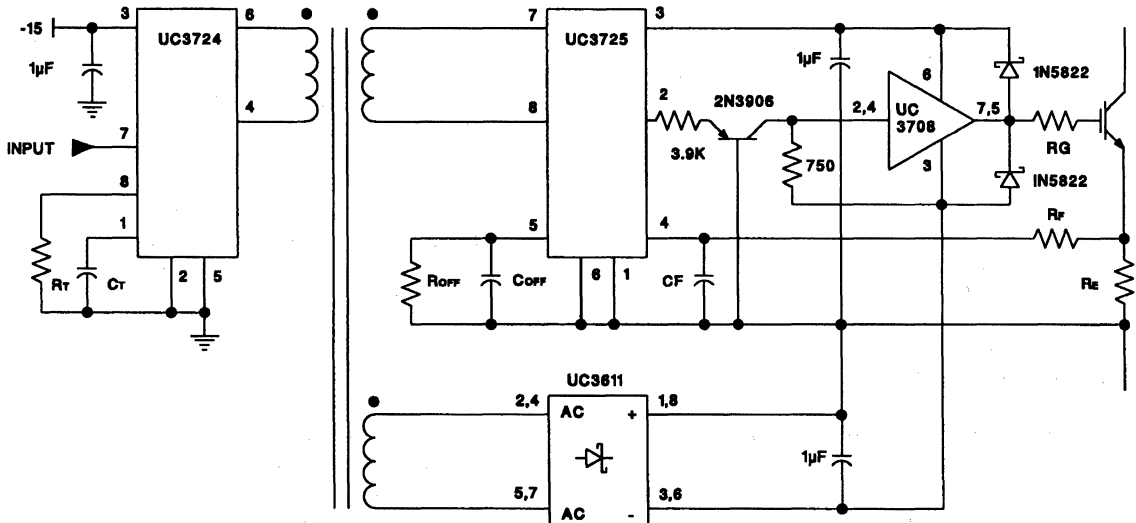 3
6
7
3
-15
UC3724
UC3725
1µF
1µF
1N5822
6
2
2N3906
4
8
2,4
UC
3708
7,5
INPUT
7
3.9K
RG
750
3
IN5822
8
1
5
4
RF
RT
CT
2
5
ROFF
COFF
6
1
CF
RE
UC3611
2,4
AC
+
1,8
1µF
5,7
AC
-
3,6